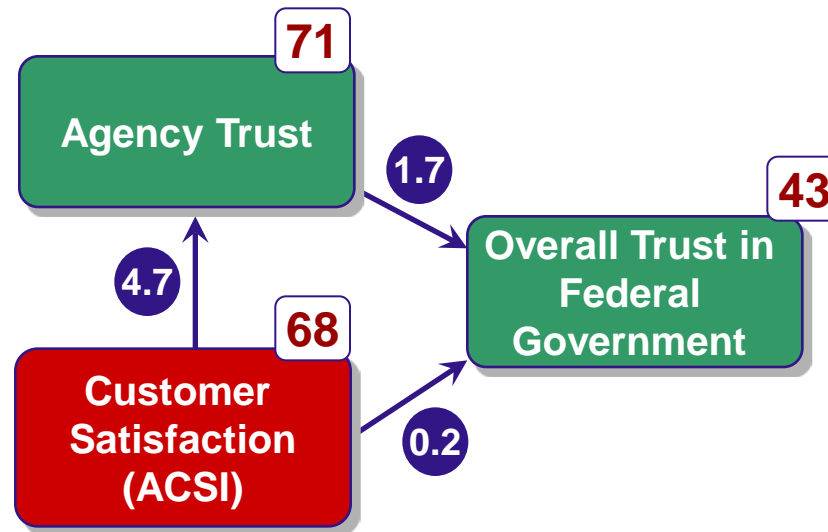 71
Agency Trust
1.7
43
Overall Trust in
Federal
Government
4.7
68
Customer
Satisfaction
(ACSI)
0.2